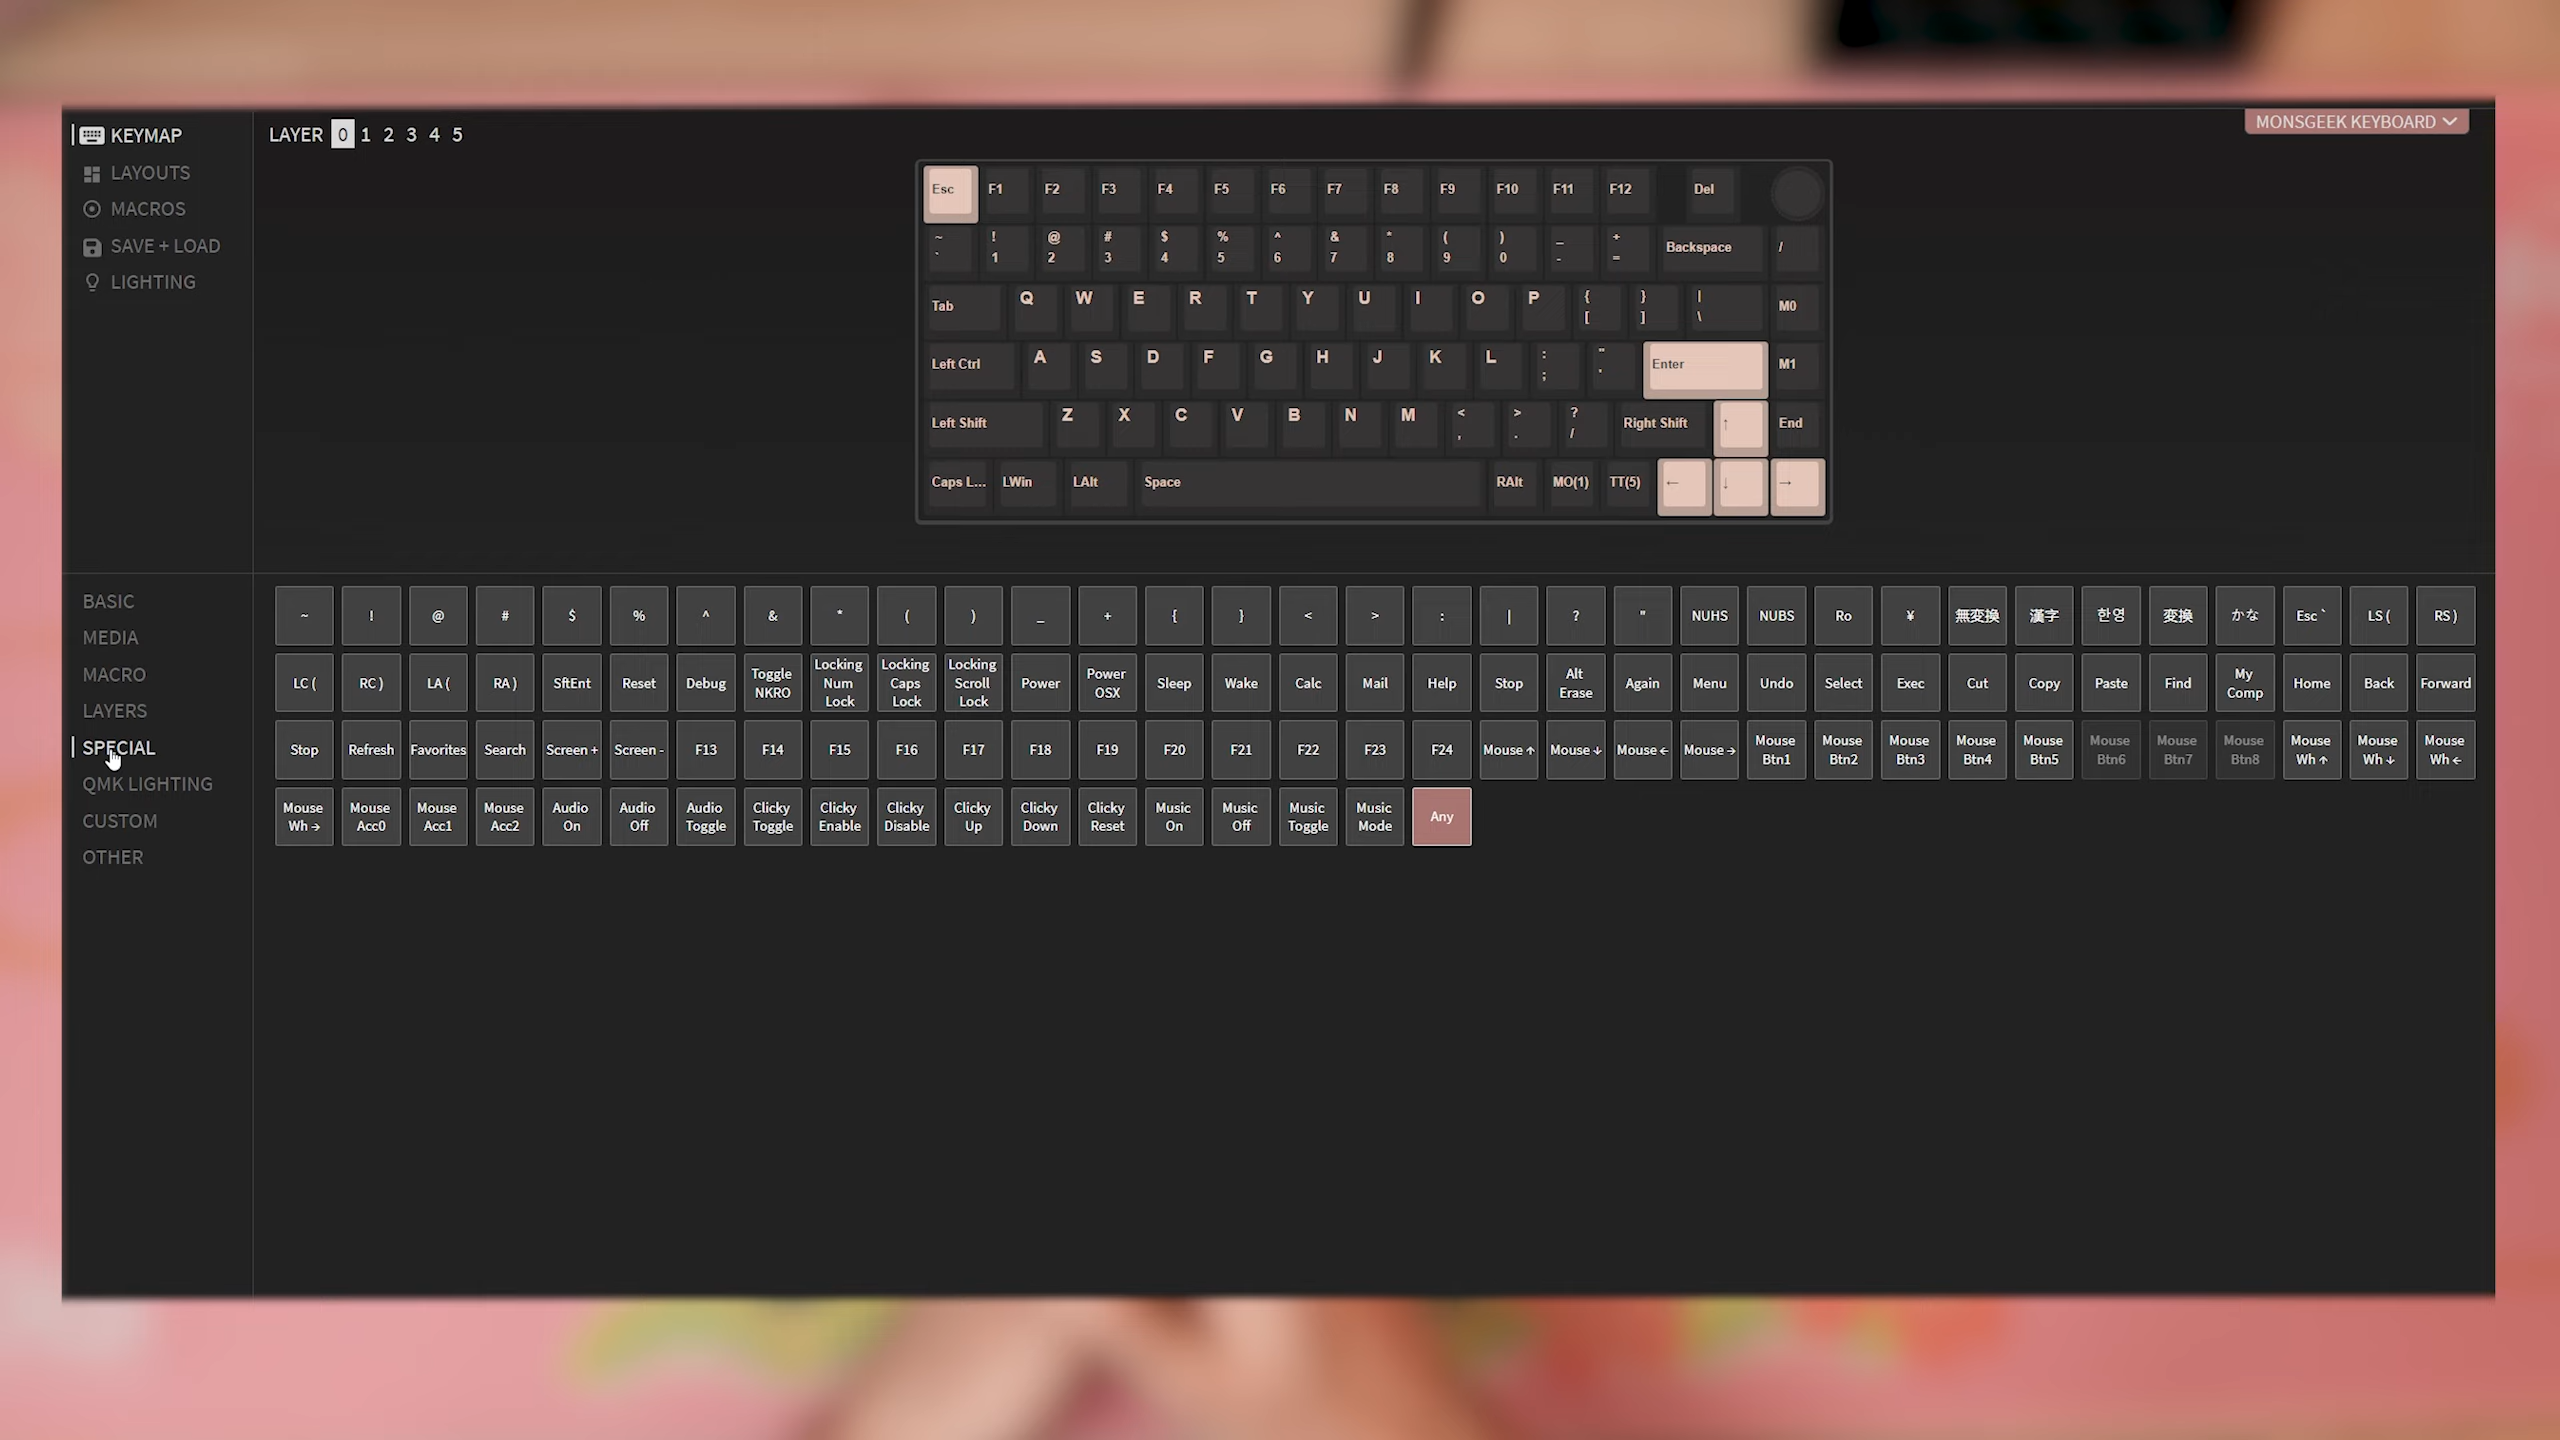 KEYMAP
LAYOUTS
MACROS
SAVE + LOAD
LIGHTING
LAYER 0 1 2 3 4 5
MONSGEEK KEYBOARD
Esc F1 F2 F3 F4 F5 F6 F7 F8 F9 F10 F11 F12 Del
~ ! @ # $ % ^ & * ( ) _ +
` 1 2 3 4 5 6 7 8 9 0 - = Backspace /
Tab Q W E R T Y U I O P { } |
[ ] \ M0
Left Ctrl A S D F G H J K L : " Enter M1
; '
Left Shift Z X C V B N M < > ? Right Shift ↑ End
, . /
Caps L... LWin LAlt Space RAlt MO(1) TT(5) ← ↓ →
BASIC
MEDIA
MACRO
LAYERS
SPECIAL
QMK LIGHTING
CUSTOM
OTHER
~ ! @ # $ % ^ & * ( ) _ + { } < > : | ? " NUHS NUBS Ro ¥ 無変換 漢字 한영 変換 かな Esc ` LS ( RS )
LC ( RC ) LA ( RA ) SftEnt Reset Debug Toggle NKRO Locking Num Lock Locking Caps Lock Locking Scroll Lock Power Power OSX Sleep Wake Calc Mail Help Stop Alt Erase Again Menu Undo Select Exec Cut Copy Paste Find My Comp Home Back Forward
Stop Refresh Favorites Search Screen + Screen - F13 F14 F15 F16 F17 F18 F19 F20 F21 F22 F23 F24 Mouse ↑ Mouse ↓ Mouse ← Mouse → Mouse Btn1 Mouse Btn2 Mouse Btn3 Mouse Btn4 Mouse Btn5 Mouse Btn6 Mouse Btn7 Mouse Btn8 Mouse Wh ↑ Mouse Wh ↓ Mouse Wh ←
Mouse Wh → Mouse Acc0 Mouse Acc1 Mouse Acc2 Audio On Audio Off Audio Toggle Clicky Toggle Clicky Enable Clicky Disable Clicky Up Clicky Down Clicky Reset Music On Music Off Music Toggle Music Mode Any